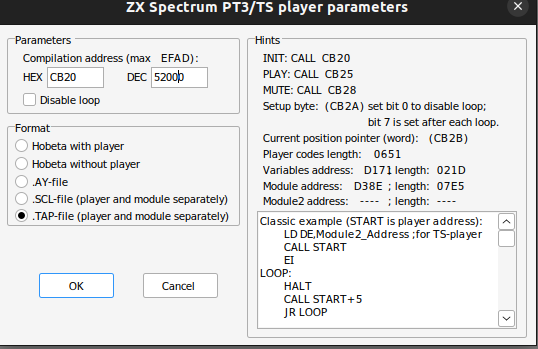 ZX Spectrum PT3/TS player parameters
Parameters
Compilation address (max EFAD):
HEX CB20 DEC 52000
Disable loop
Format
Hobeta with player
Hobeta without player
.AY-file
.SCL-file (player and module separately)
.TAP-file (player and module separately)
OK Cancel
Hints
INIT: CALL CB20
PLAY: CALL CB25
MUTE: CALL CB28
Setup byte: (CB2A) set bit 0 to disable loop;
bit 7 is set after each loop.
Current position pointer (word): (CB2B)
Player codes length: 0651
Variables address: D171; length: 021D
Module address: D38E ; length: 07E5
Module2 address: ---- ; length: ----
Classic example (START is player address):
LD DE,Module2_Address ;for TS-player
CALL START
EI
LOOP:
HALT
CALL START+5
JR LOOP